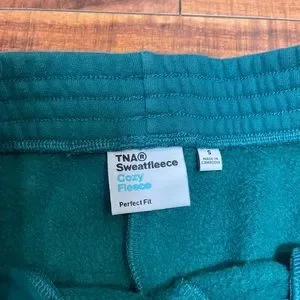 TNA®
Sweatfleece
Cozy
Fleece
Perfect Fit
S
MADE IN
CAMBODIA